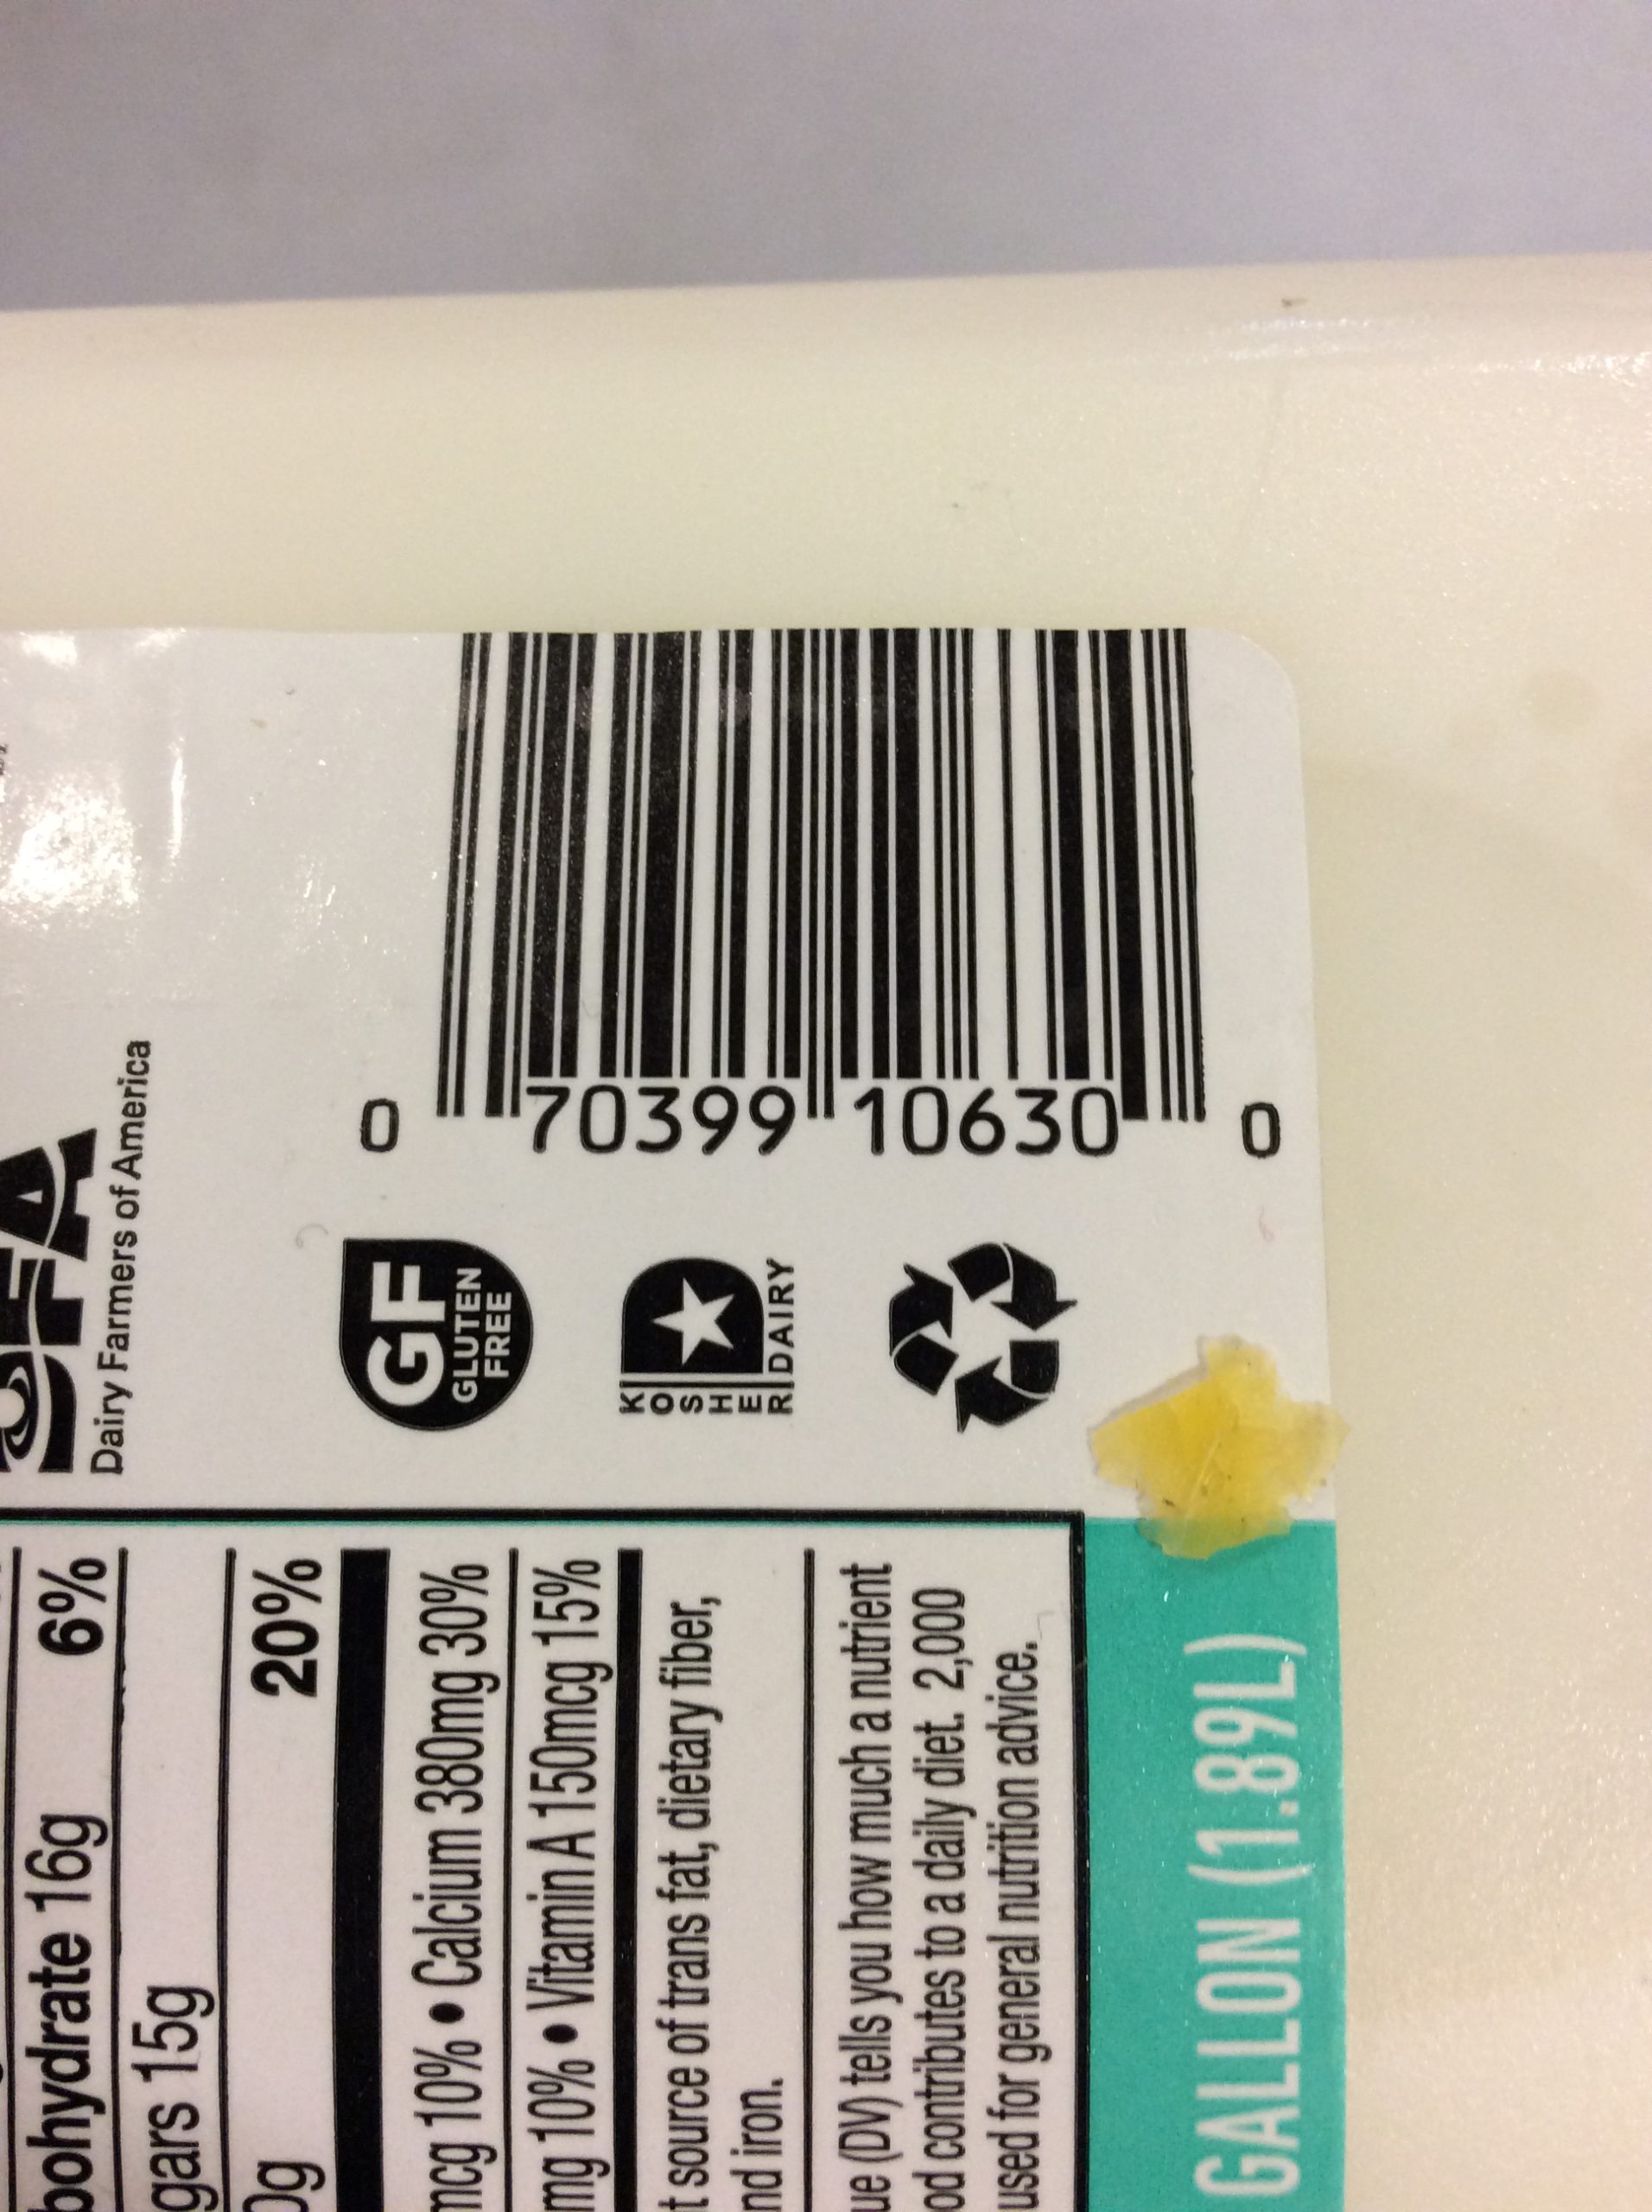 Dairy Farmers of America
0 70399 10630 0
GF
GLUTEN
FREE
KOSHER
DAIRY
6%
bohydrate 16g
gars 15g
20%
0g
mcg 10% • Calcium 380mg 30%
mg 10% • Vitamin A 150mcg 15%
t source of trans fat, dietary fiber,
nd iron.
ue (DV) tells you how much a nutrient
od contributes to a daily diet. 2,000
used for general nutrition advice.
GALLON (1.89L)